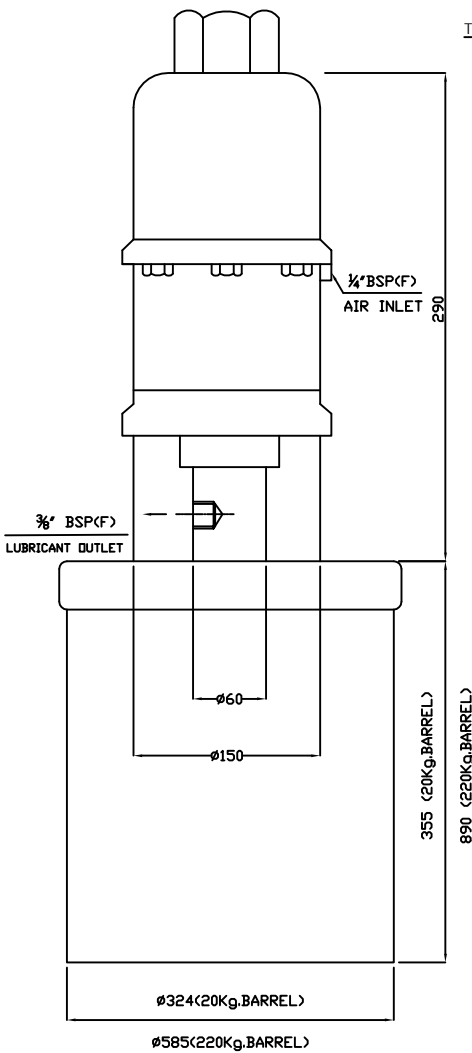 T
¼"BSP(F)
AIR INLET
290
⅜" BSP(F)
LUBRICANT OUTLET
ø60
ø150
355 (20Kg.BARREL)
890 (220Kg.BARREL)
ø324(20Kg.BARREL)
ø585(220Kg.BARREL)